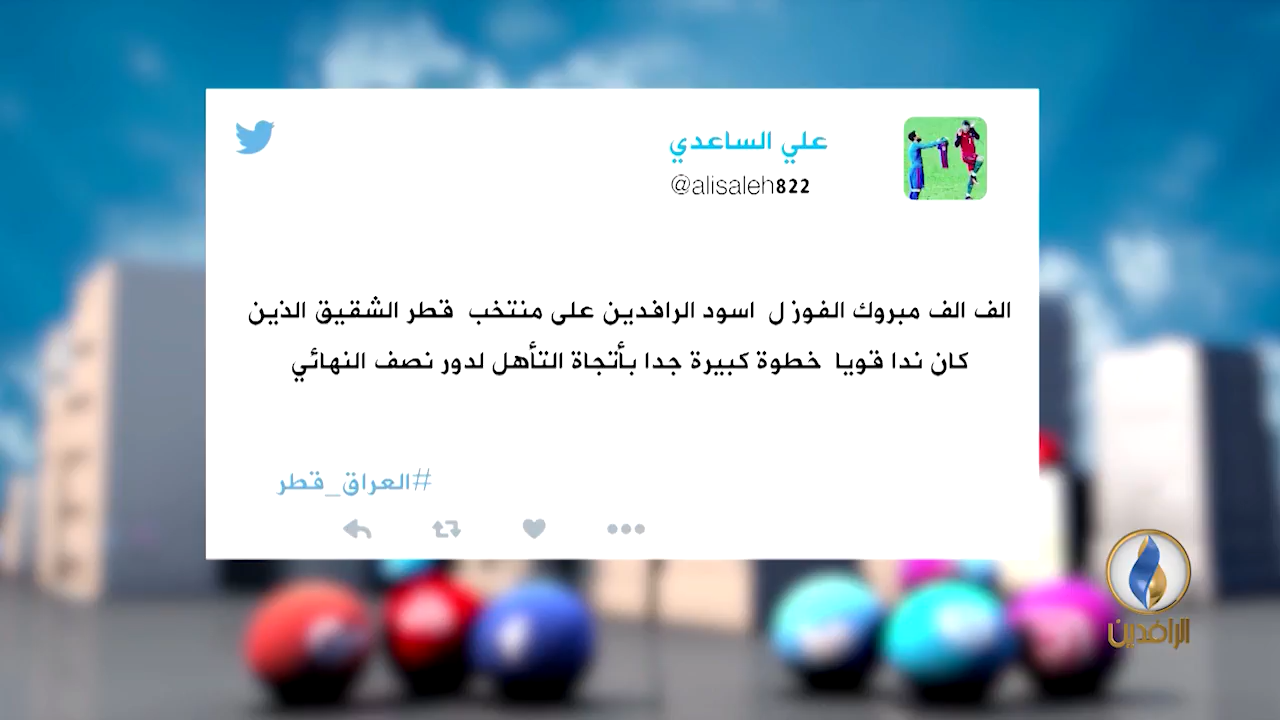 علي الساعدي
@alisaleh822
الف الف مبروك الفوز ل اسود الرافدين على منتخب قطر الشقيق الذين
كان ندا قويا خطوة كبيرة جدا بأتجاة التأهل لدور نصف النهائي
#العراق_قطر
الرافدين